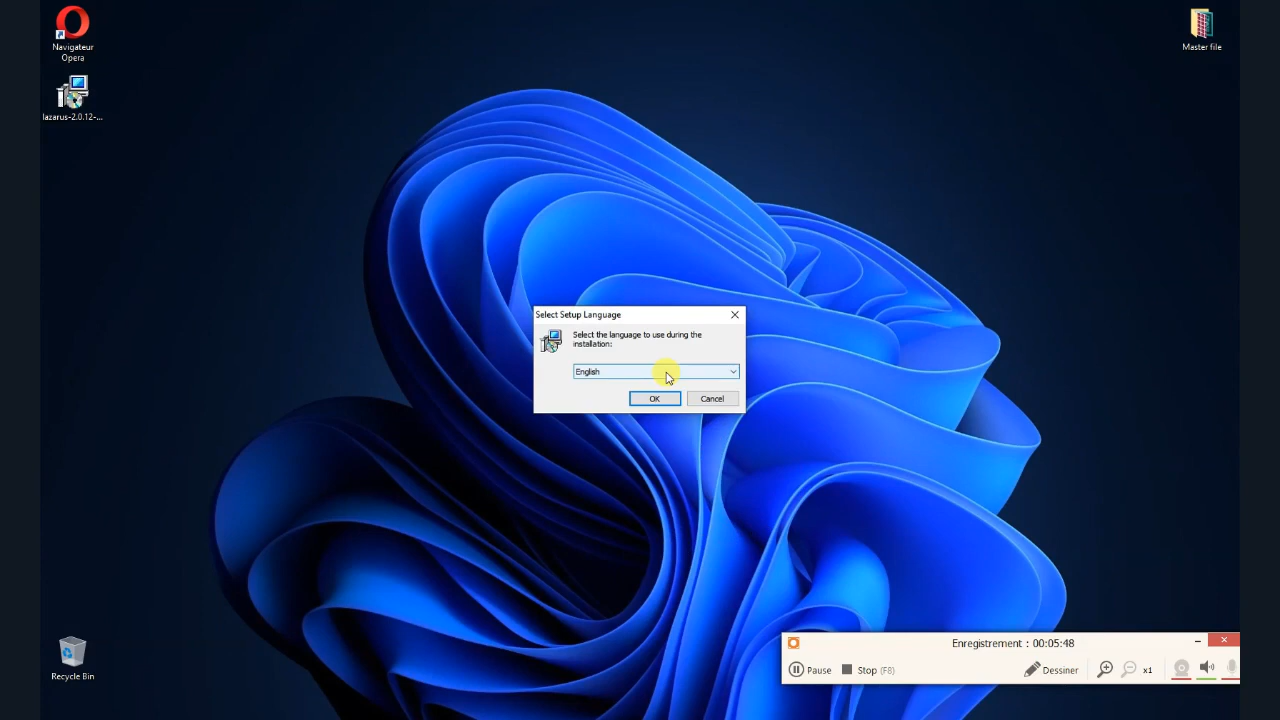 Navigateur
Opera
lazarus-2.0.12-...
Master file
Select Setup Language
Select the language to use during the
installation:
English
OK
Cancel
Recycle Bin
Enregistrement : 00:05:48
Pause
Stop (F8)
Dessiner
x1